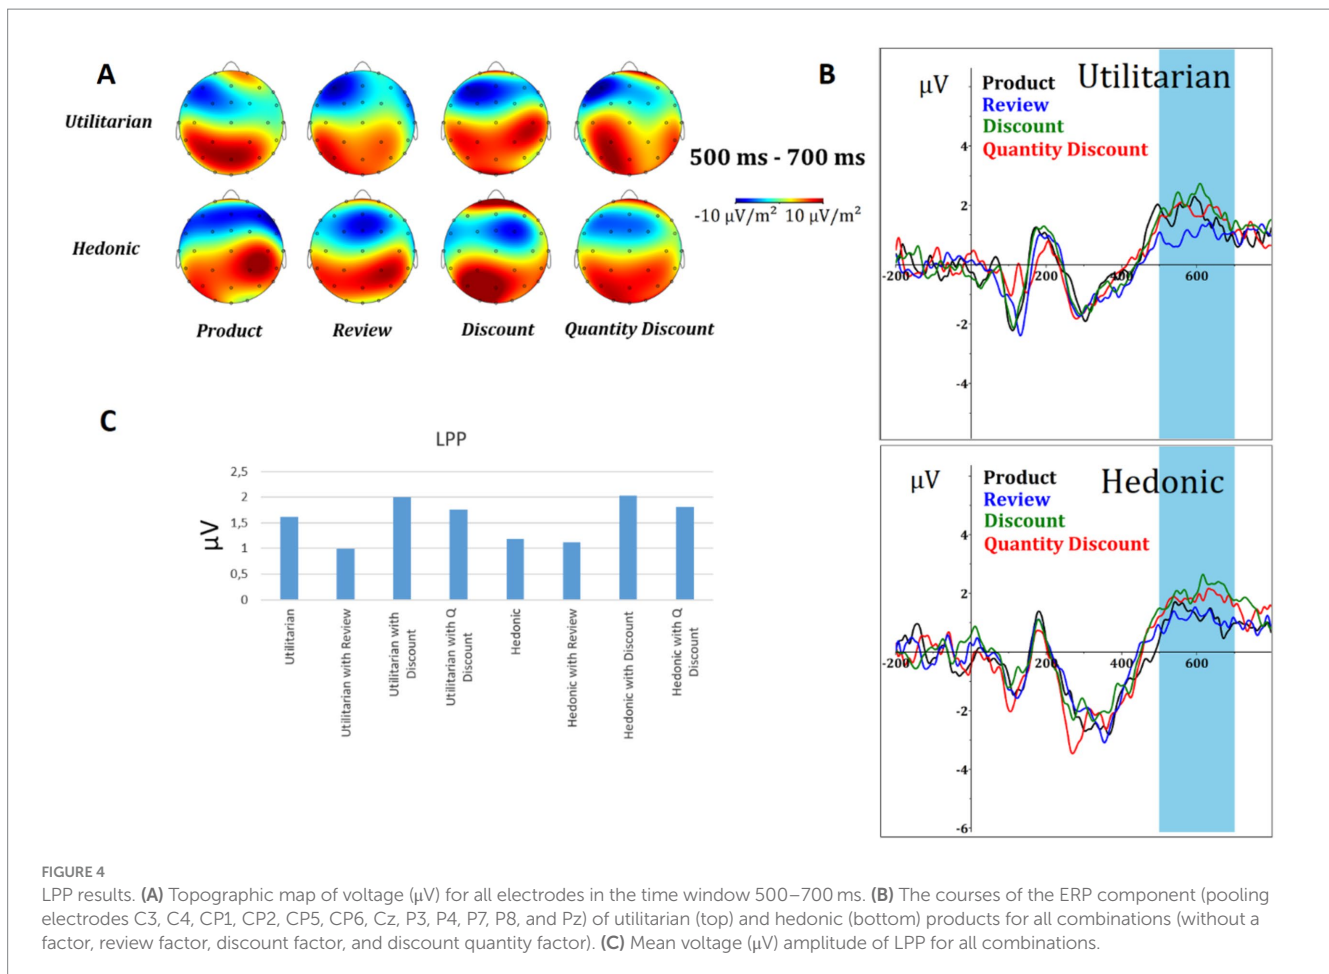 A
Utilitarian
500 ms - 700 ms
-10 µV/m² 10 µV/m²
Hedonic
Product Review Discount Quantity Discount
B
µV
Utilitarian
Product
Review
Discount
Quantity Discount
4
2
-200 200 400 600
-2
-4
µV
Hedonic
Product
Review
Discount
Quantity Discount
4
2
-200 200 400 600
-2
-4
-6
C
LPP
µV
2,5
2
1,5
1
0,5
0
Utilitarian
Utilitarian with Review
Utilitarian with
Discount
Utilitarian with Q
Discount
Hedonic
Hedonic with Review
Hedonic with Discount
Hedonic with Q
Discount
FIGURE 4
LPP results. (A) Topographic map of voltage (µV) for all electrodes in the time window 500–700 ms. (B) The courses of the ERP component (pooling
electrodes C3, C4, CP1, CP2, CP5, CP6, Cz, P3, P4, P7, P8, and Pz) of utilitarian (top) and hedonic (bottom) products for all combinations (without a
factor, review factor, discount factor, and discount quantity factor). (C) Mean voltage (µV) amplitude of LPP for all combinations.